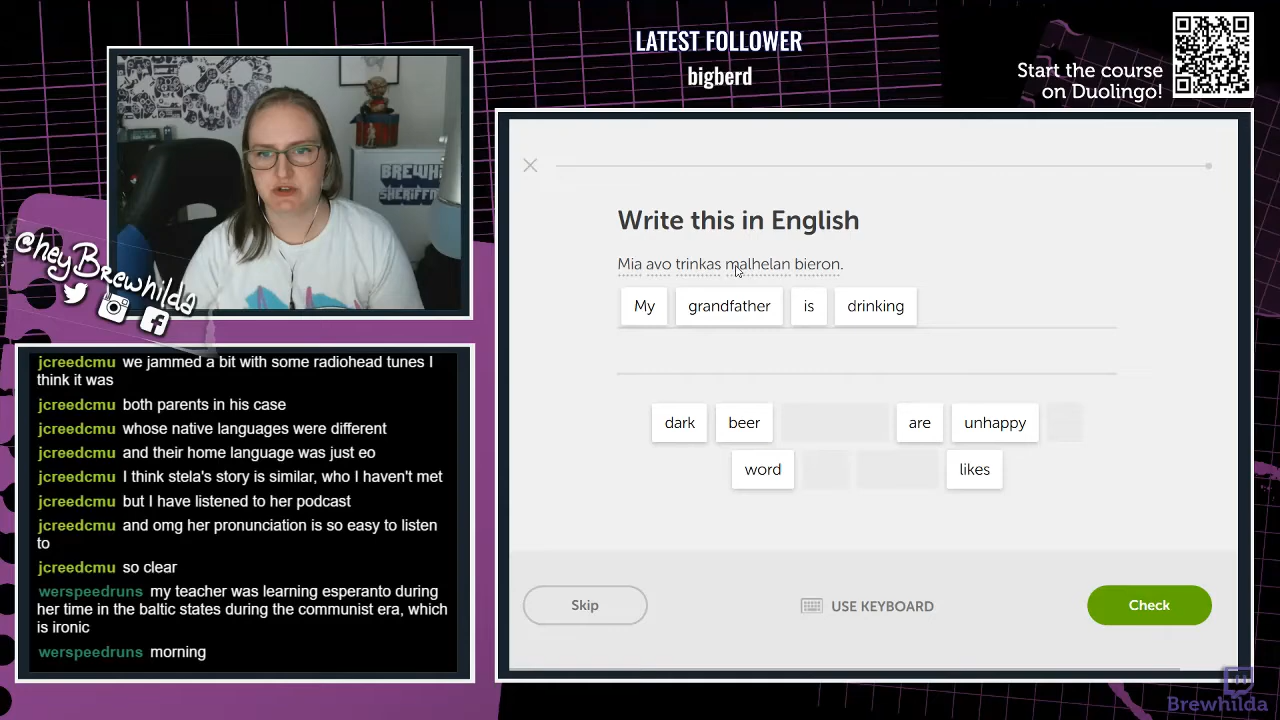 LATEST FOLLOWER
bigberd
Start the course
on Duolingo!
BREWH
SHERIFFN
@heyBrewhilda
Write this in English
Mia avo trinkas malhelan bieron.
My grandfather is drinking
dark beer are unhappy
word likes
Skip
USE KEYBOARD
Check
jcreedcmu we jammed a bit with some radiohead tunes I
think it was
jcreedcmu both parents in his case
jcreedcmu whose native languages were different
jcreedcmu and their home language was just eo
jcreedcmu I think stela's story is similar, who I haven't met
jcreedcmu but I have listened to her podcast
jcreedcmu and omg her pronunciation is so easy to listen
to
jcreedcmu so clear
werspeedruns my teacher was learning esperanto during
her time in the baltic states during the communist era, which
is ironic
werspeedruns morning
Brewhilda